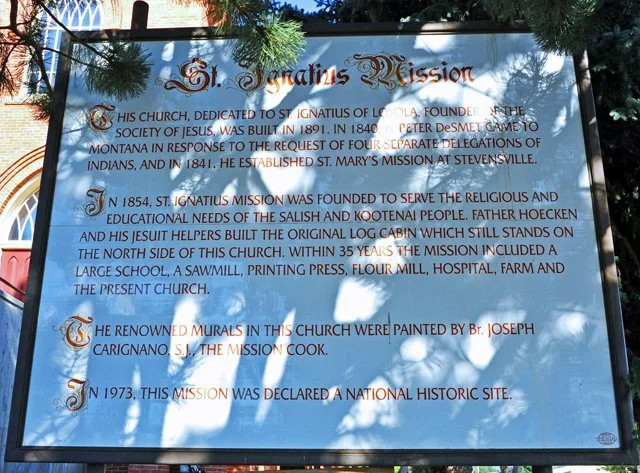 St. Ignatius Mission
THIS CHURCH, DEDICATED TO ST. IGNATIUS OF LOYOLA, FOUNDER OF THE
SOCIETY OF JESUS, WAS BUILT IN 1891. IN 1840, PETER DeSMET CAME TO
MONTANA IN RESPONSE TO THE REQUEST OF FOUR SEPARATE DELEGATIONS OF
INDIANS, AND IN 1841, HE ESTABLISHED ST. MARY'S MISSION AT STEVENSVILLE.
IN 1854, ST. IGNATIUS MISSION WAS FOUNDED TO SERVE THE RELIGIOUS AND
EDUCATIONAL NEEDS OF THE SALISH AND KOOTENAI PEOPLE. FATHER HOECKEN
AND HIS JESUIT HELPERS BUILT THE ORIGINAL LOG CABIN WHICH STILL STANDS ON
THE NORTH SIDE OF THIS CHURCH. WITHIN 35 YEARS THE MISSION INCLUDED A
LARGE SCHOOL, A SAWMILL, PRINTING PRESS, FLOUR MILL, HOSPITAL, FARM AND
THE PRESENT CHURCH.
THE RENOWNED MURALS IN THIS CHURCH WERE PAINTED BY Br. JOSEPH
CARIGNANO, S.J., THE MISSION COOK.
IN 1973, THIS MISSION WAS DECLARED A NATIONAL HISTORIC SITE.